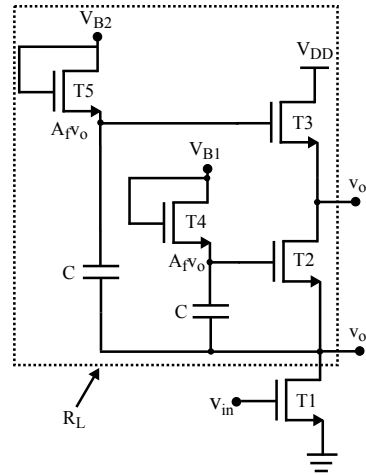 V_B2
T5
V_DD
A_fv_o
T3
V_B1
v_o
T4
T2
A_fv_o
C
C
v_o
R_L
v_in
T1